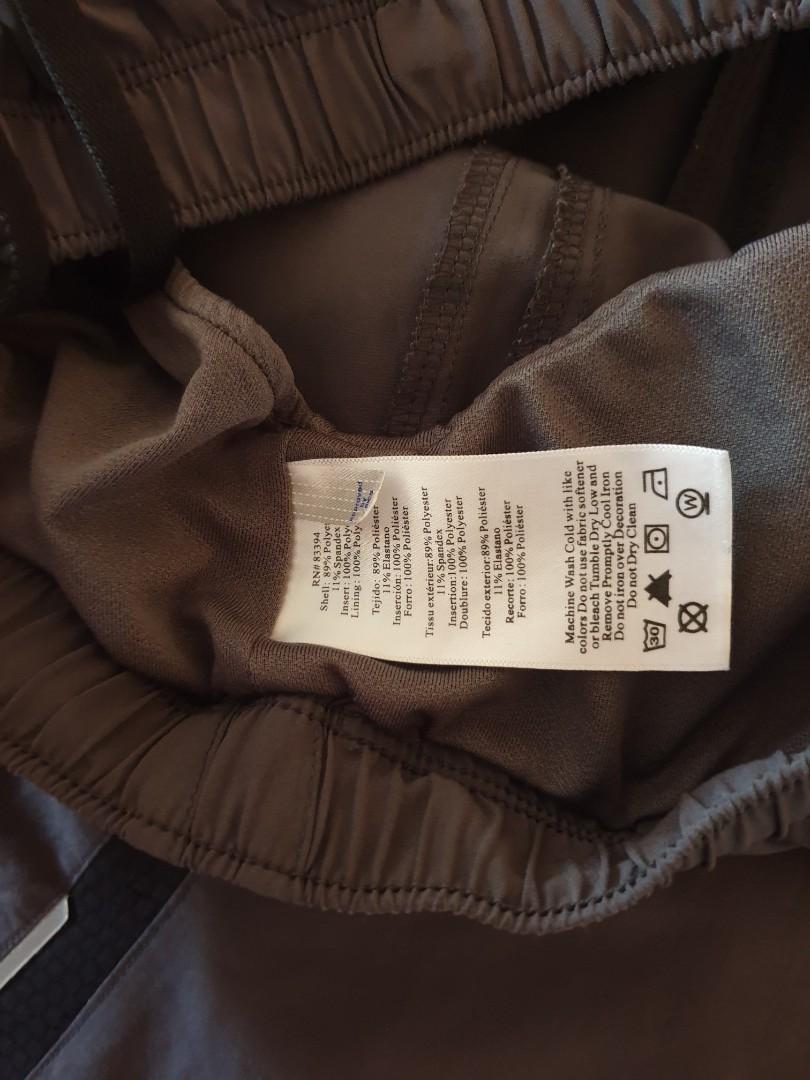 RN# 83394
Shell: 89% Polyes
11% Spandex
Insert: 100% Poly
Lining: 100% Poly
Tejido: 89% Poliéster
11% Elastano
Inserción: 100% Poliéster
Forro: 100% Poliéster
Tissu extérieur: 89% Polyester
11% Spandex
Insertion: 100% Polyester
Doublure: 100% Polyester
Tecido exterior: 89% Poliéster
11% Elastano
Recorte: 100% Poliéster
Forro: 100% Poliéster
Machine Wash Cold with like
colors Do not use fabric softener
or bleach Tumble Dry Low and
Remove Promptly Cool Iron
Do not iron over Decoration
Do not Dry Clean
30
W